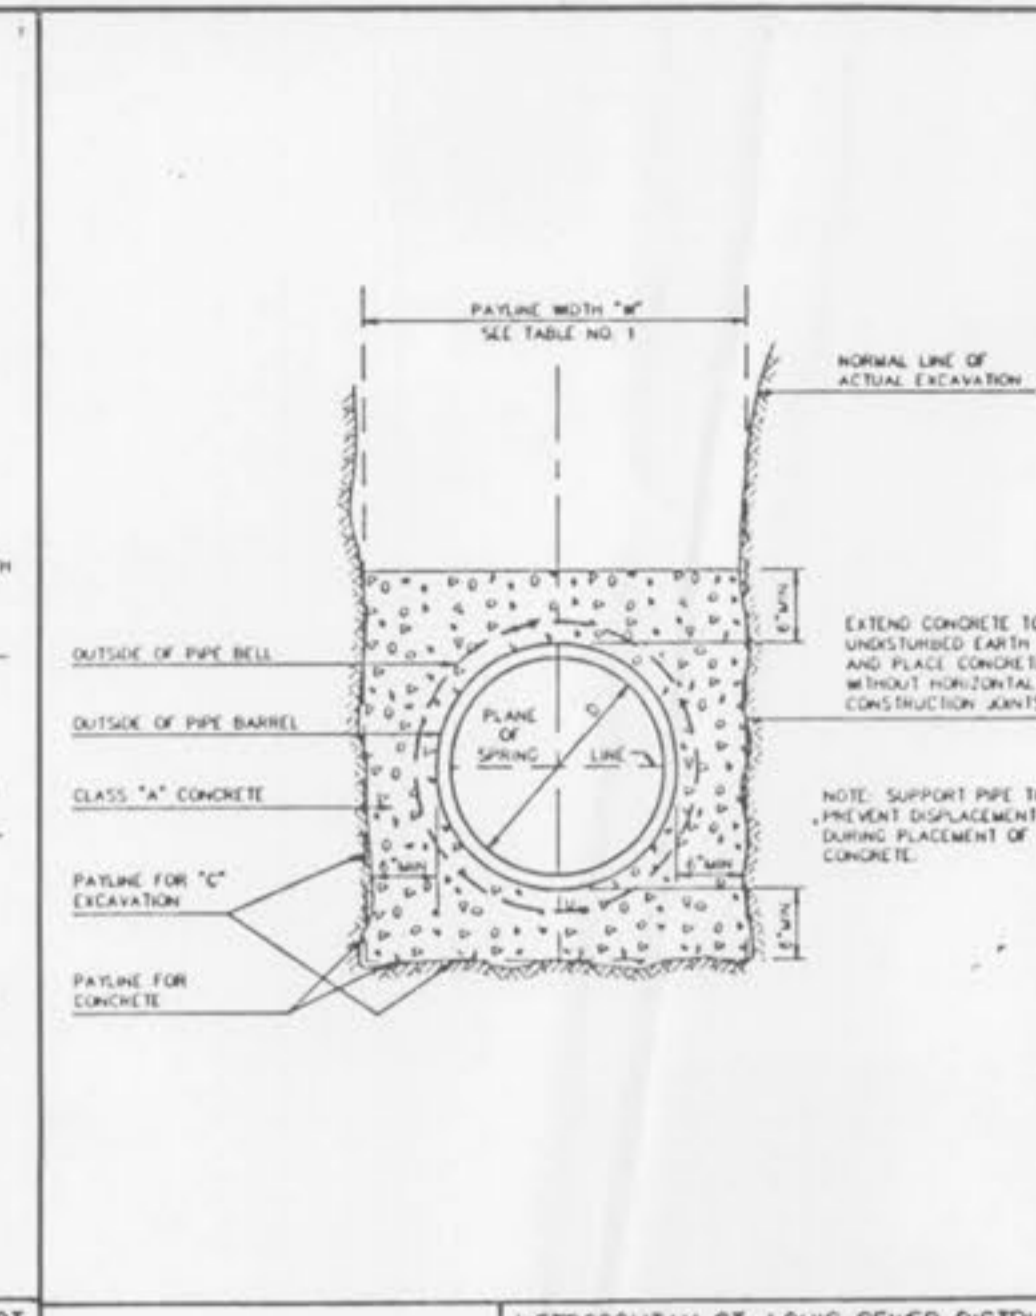 PAYLINE WIDTH "W"
SEE TABLE NO. 1
NORMAL LINE OF
ACTUAL EXCAVATION
6"MIN
EXTEND CONCRETE TO
UNDISTURBED EARTH
AND PLACE CONCRETE
WITHOUT HORIZONTAL
CONSTRUCTION JOINTS
OUTSIDE OF PIPE BELL
OUTSIDE OF PIPE BARREL
PLANE
OF
SPRING LINE
D
CLASS "A" CONCRETE
NOTE: SUPPORT PIPE TO
PREVENT DISPLACEMENT
DURING PLACEMENT OF
CONCRETE.
6"MIN
6"MIN
PAYLINE FOR "C"
EXCAVATION
6"MIN
PAYLINE FOR
CONCRETE